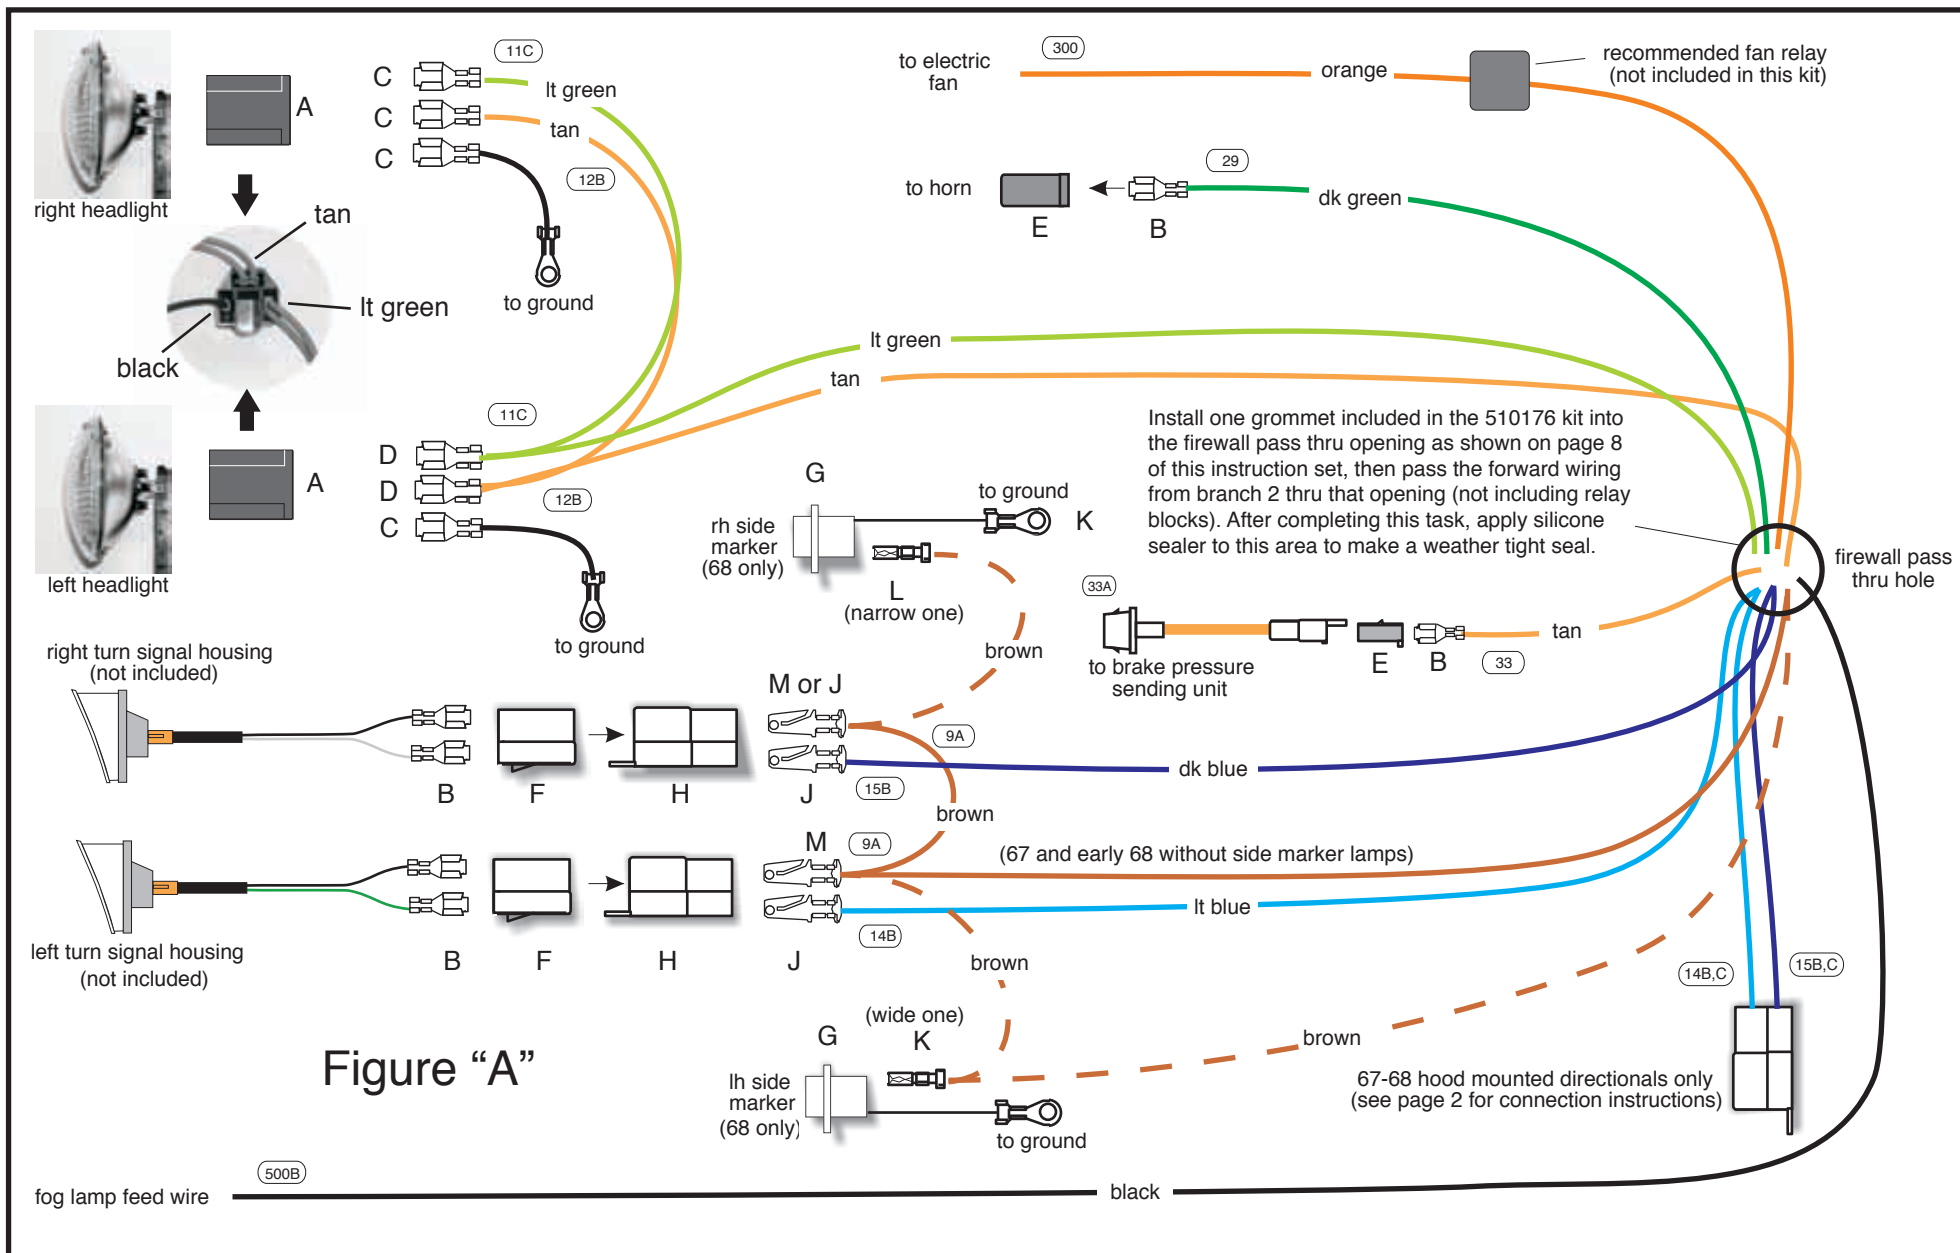 11C
C
lt green
A
C
tan
C
12B
right headlight
tan
to ground
lt green
black
300
to electric
fan
orange
recommended fan relay
(not included in this kit)
29
to horn
dk green
E
B
lt green
tan
11C
D
A
D
12B
C
left headlight
to ground
Install one grommet included in the 510176 kit into
the firewall pass thru opening as shown on page 8
of this instruction set, then pass the forward wiring
from branch 2 thru that opening (not including relay
blocks). After completing this task, apply silicone
sealer to this area to make a weather tight seal.
firewall pass
thru hole
G
to ground
K
rh side
marker
(68 only)
L
(narrow one)
brown
33A
to brake pressure
sending unit
E
B
33
tan
right turn signal housing
(not included)
M or J
9A
dk blue
B
F
H
J
15B
brown
M
9A
(67 and early 68 without side marker lamps)
lt blue
14B
left turn signal housing
(not included)
B
F
H
J
brown
14B,C
15B,C
(wide one)
G
K
brown
Figure “A”
lh side
marker
(68 only)
to ground
67-68 hood mounted directionals only
(see page 2 for connection instructions)
500B
fog lamp feed wire
black